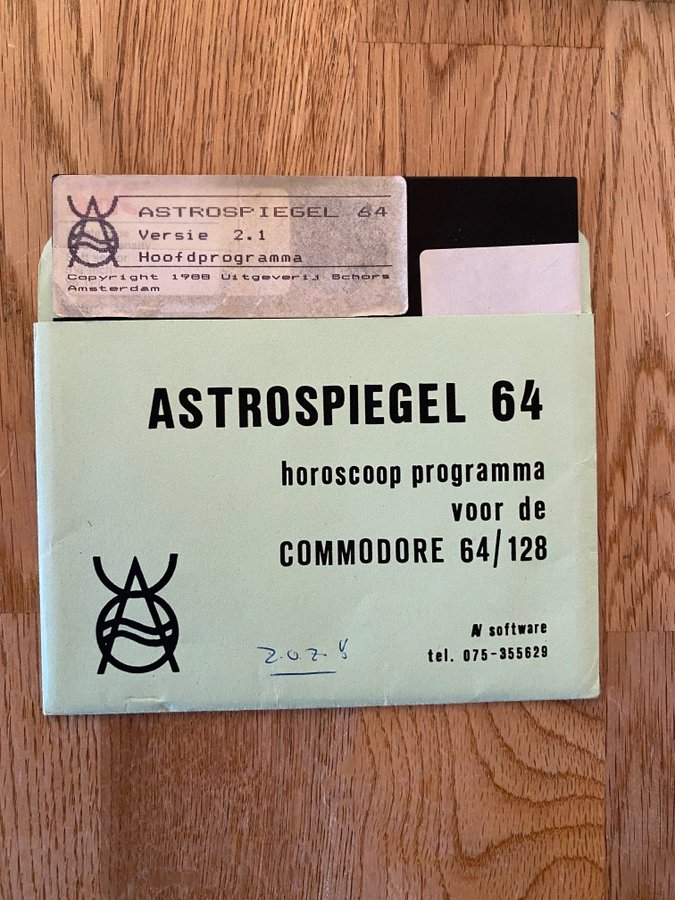 ASTROSPIEGEL 64
Versie 2.1
Hoofdprogramma
Copyright 1988 Uitgeverij Schors
Amsterdam
ASTROSPIEGEL 64
horoscoop programma
voor de
COMMODORE 64/128
AV software
tel. 075-355629